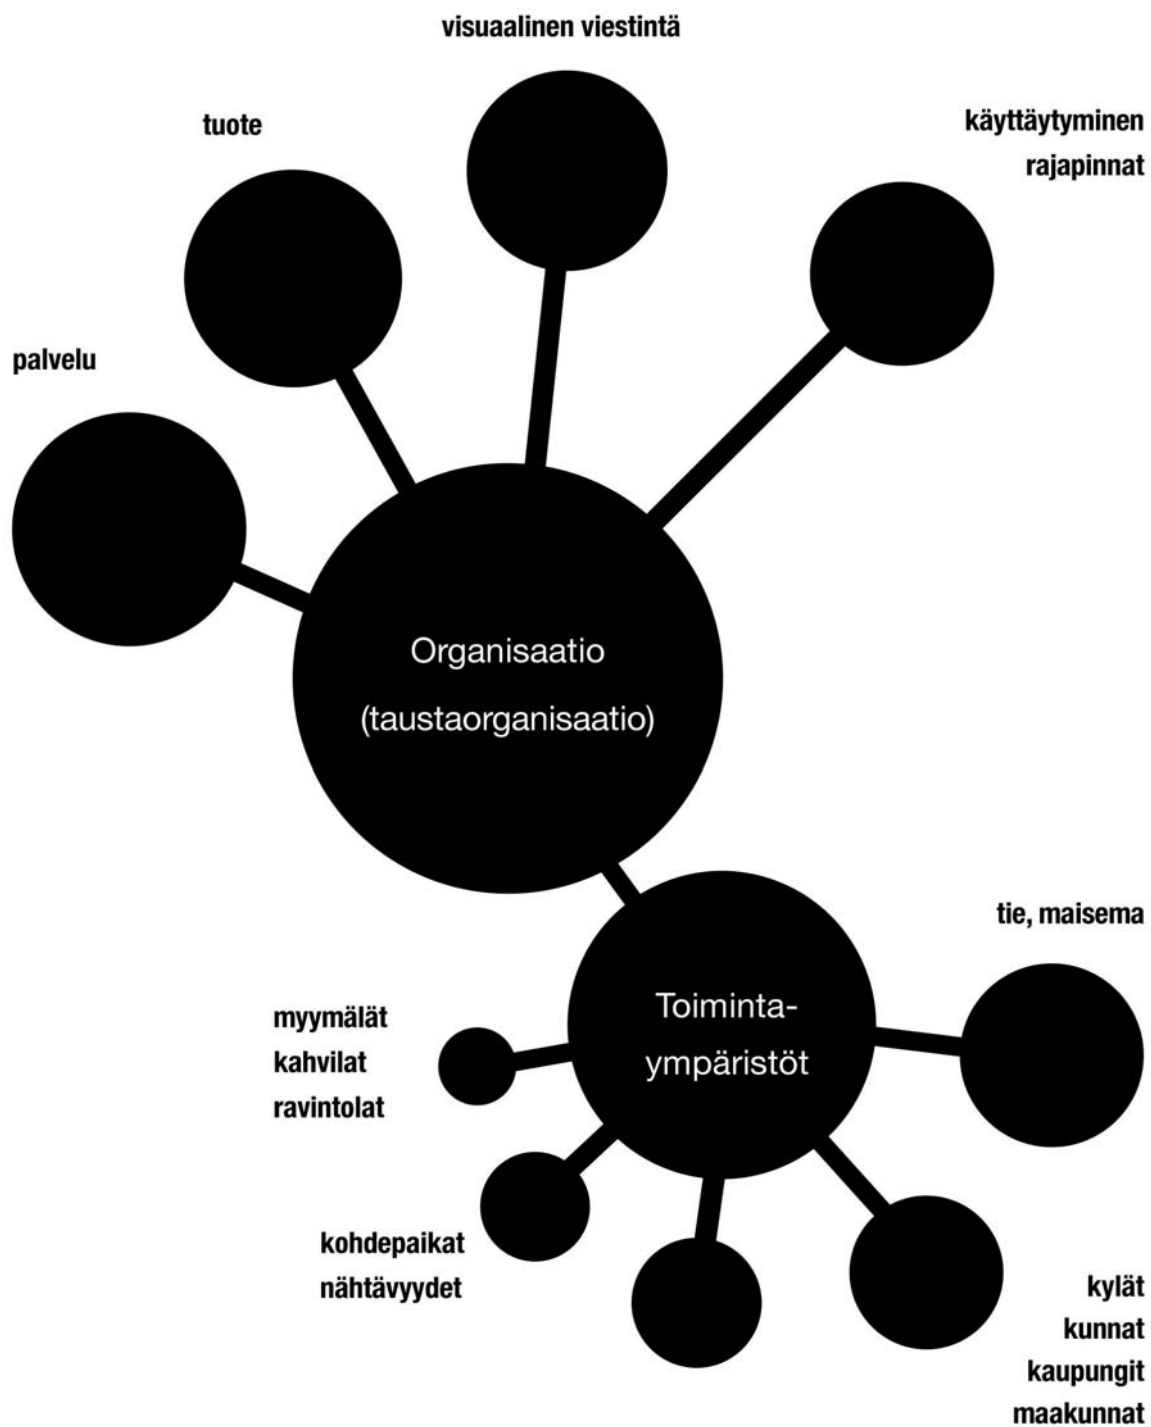 visuaalinen viestintä
tuote
käyttäytyminen
rajapinnat
palvelu
Organisaatio
(taustaorganisaatio)
tie, maisema
Toiminta-
ympäristöt
myymälät
kahvilat
ravintolat
kohdepaikat
nähtävyydet
kylät
kunnat
kaupungit
maakunnat